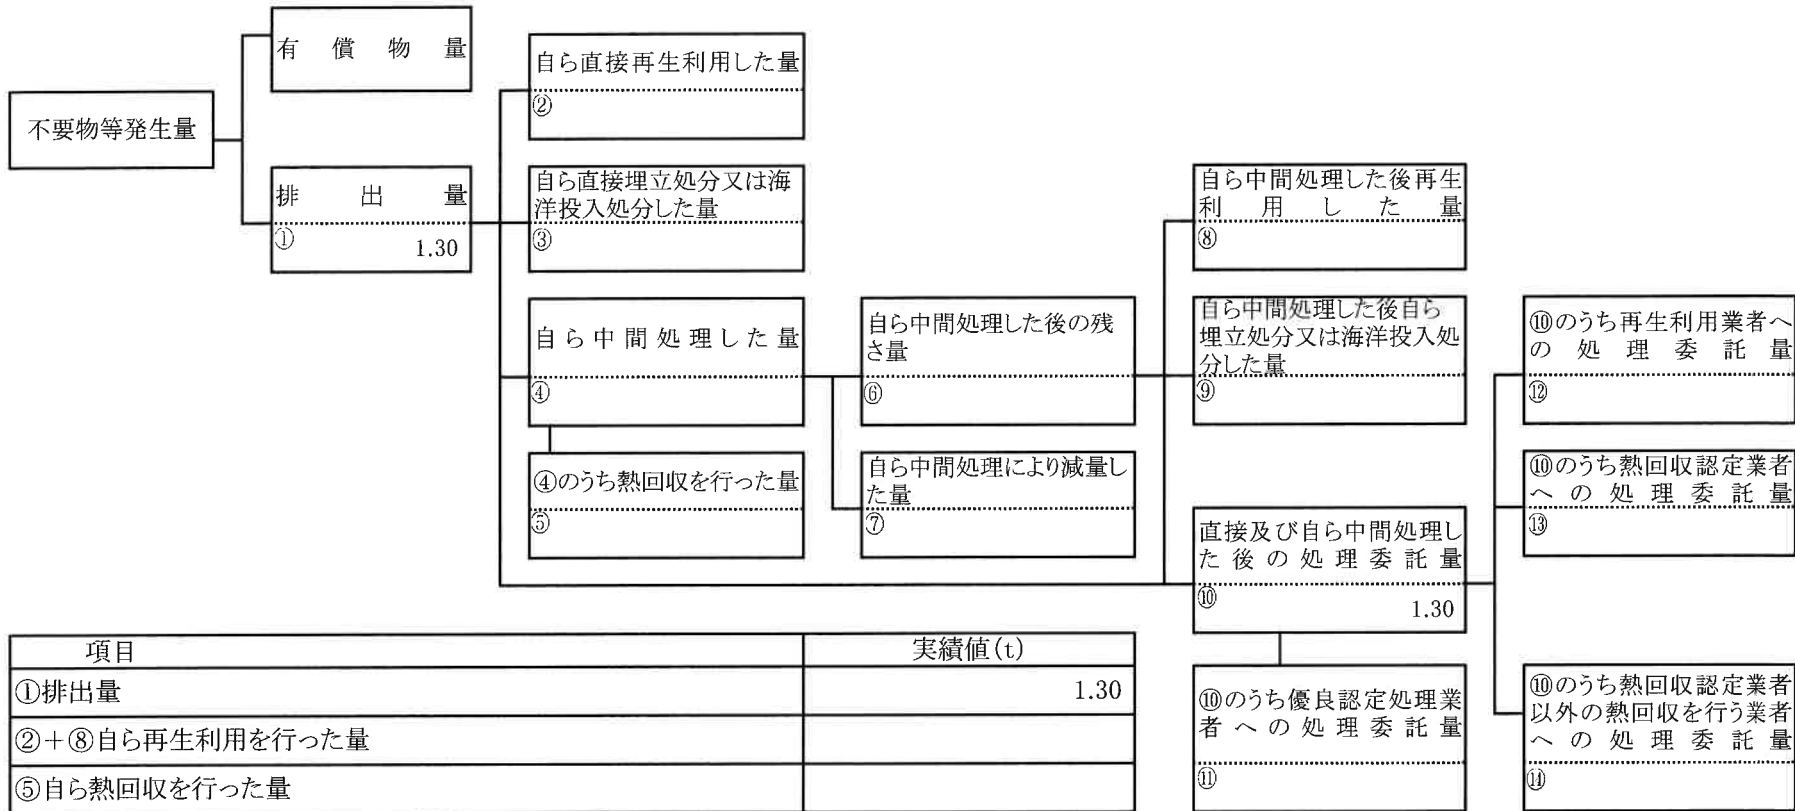 不要物等発生量
有償物量
排出量
①
1.30
自ら直接再生利用した量
②
自ら直接埋立処分又は海
洋投入処分した量
③
自ら中間処理した量
④
④のうち熱回収を行った量
⑤
自ら中間処理した後の残
さ量
⑥
自ら中間処理により減量し
た量
⑦
自ら中間処理した後再生
利用した量
⑧
自ら中間処理した後自ら
埋立処分又は海洋投入処
分した量
⑨
直接及び自ら中間処理し
た後の処理委託量
⑩
1.30
⑩のうち優良認定処理業
者への処理委託量
⑪
⑩のうち再生利用業者へ
の処理委託量
⑫
⑩のうち熱回収認定業者
への処理委託量
⑬
⑩のうち熱回収認定業者
以外の熱回収を行う業者
への処理委託量
⑭
項目 実績値(t)
①排出量 1.30
②+⑧自ら再生利用を行った量
⑤自ら熱回収を行った量